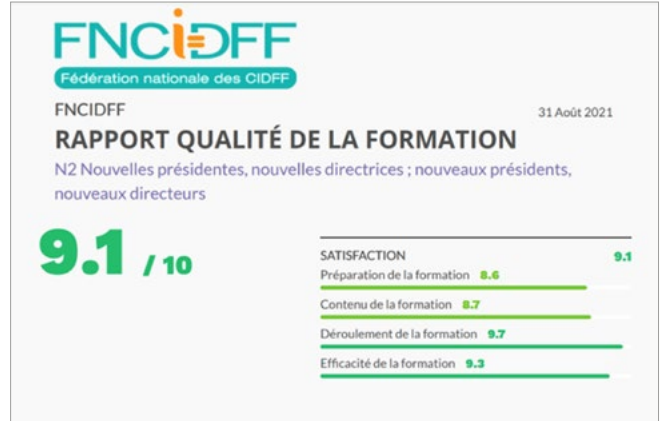 FNCIDFF
Fédération nationale des CIDFF
FNCIDFF
31 Août 2021
RAPPORT QUALITÉ DE LA FORMATION
N2 Nouvelles présidentes, nouvelles directrices ; nouveaux présidents,
nouveaux directeurs
9.1 / 10
SATISFACTION 9.1
Préparation de la formation 8.6
Contenu de la formation 8.7
Déroulement de la formation 9.7
Efficacité de la formation 9.3